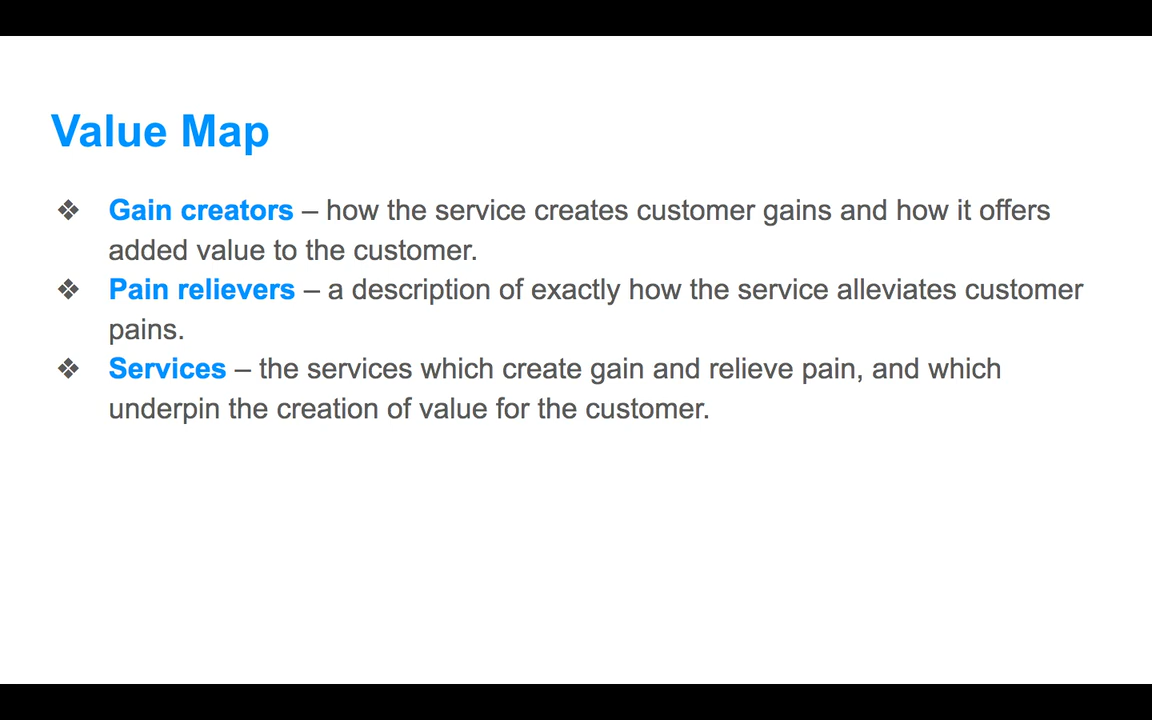 Value Map
❖ Gain creators – how the service creates customer gains and how it offers
added value to the customer.
❖ Pain relievers – a description of exactly how the service alleviates customer
pains.
❖ Services – the services which create gain and relieve pain, and which
underpin the creation of value for the customer.